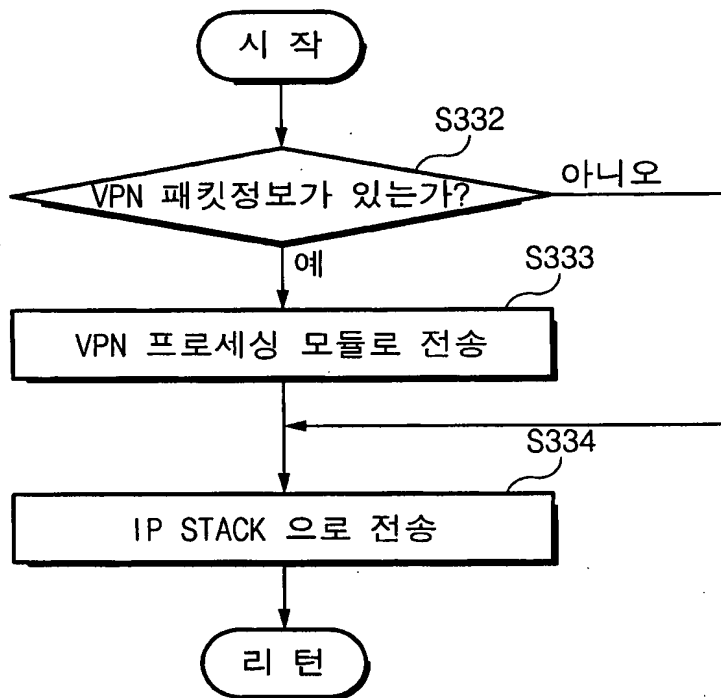 시 작
S332
VPN 패킷정보가 있는가?
아니오
예
S333
VPN 프로세싱 모듈로 전송
S334
IP STACK 으로 전송
리 턴